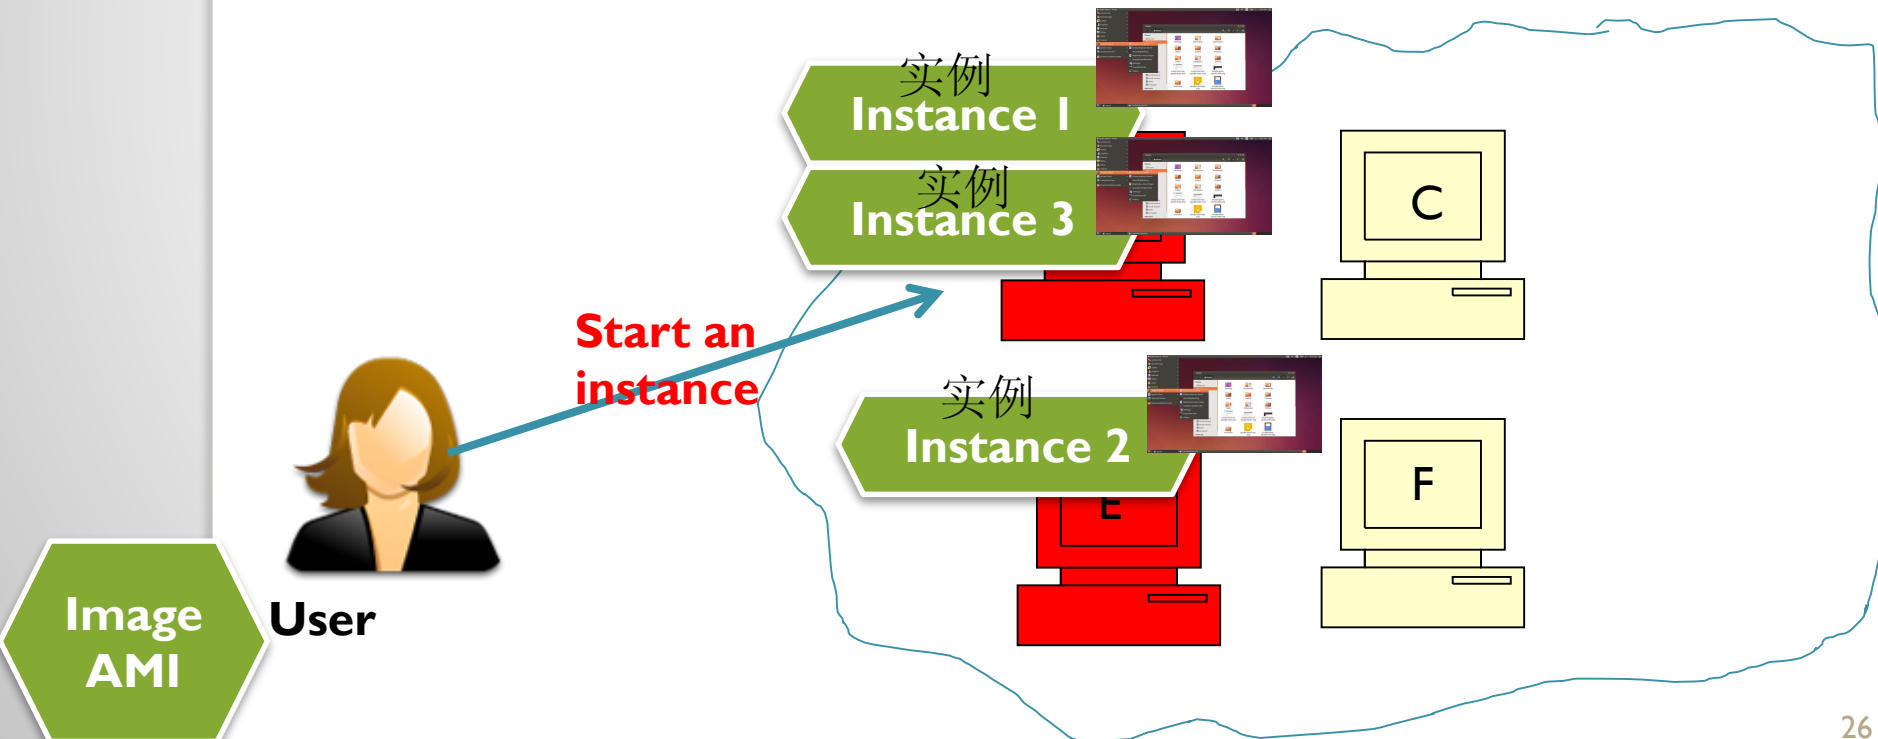 实例
Instance 1
实例
Instance 3
C
Start an
instance
实例
Instance 2
E
F
Image
AMI
User
26